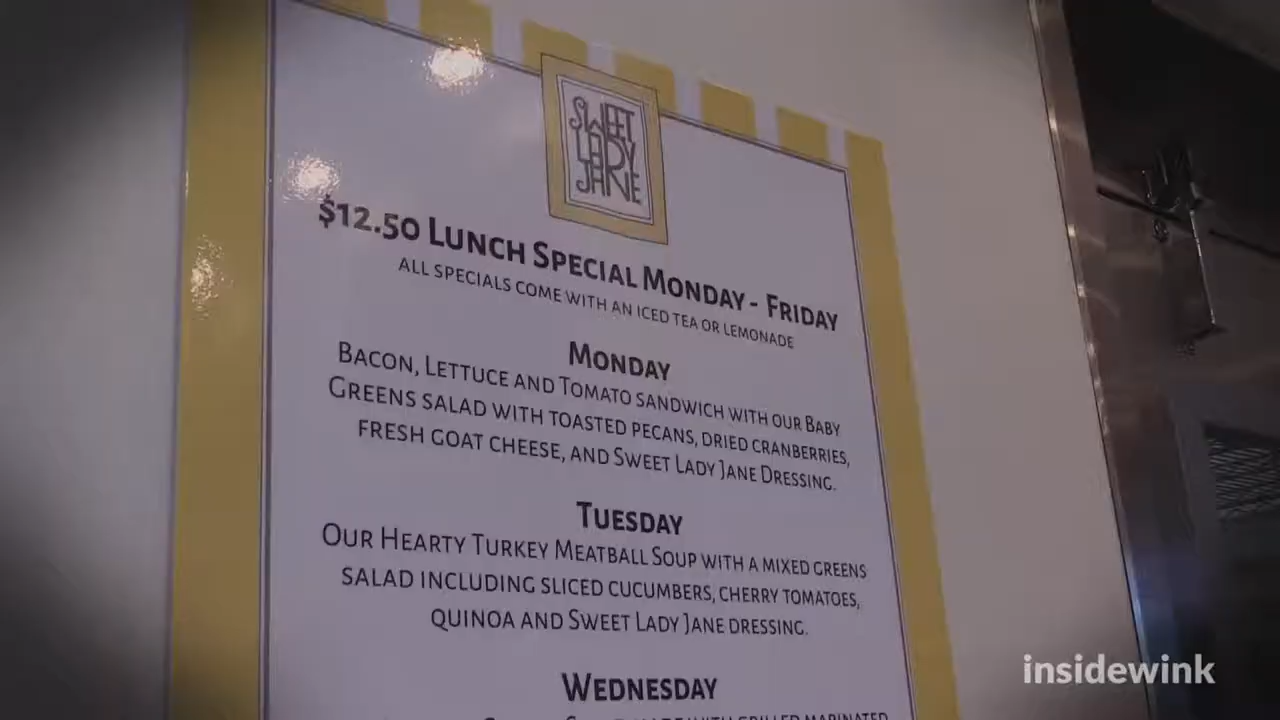 SWEET
LADY
JANE
$12.50 LUNCH SPECIAL MONDAY - FRIDAY
ALL SPECIALS COME WITH AN ICED TEA OR LEMONADE
MONDAY
BACON, LETTUCE AND TOMATO SANDWICH WITH OUR BABY
GREENS SALAD WITH TOASTED PECANS, DRIED CRANBERRIES,
FRESH GOAT CHEESE, AND SWEET LADY JANE DRESSING.
TUESDAY
OUR HEARTY TURKEY MEATBALL SOUP WITH A MIXED GREENS
SALAD INCLUDING SLICED CUCUMBERS, CHERRY TOMATOES,
QUINOA AND SWEET LADY JANE DRESSING.
WEDNESDAY
WITH GRILLED MARINATED
insidewink